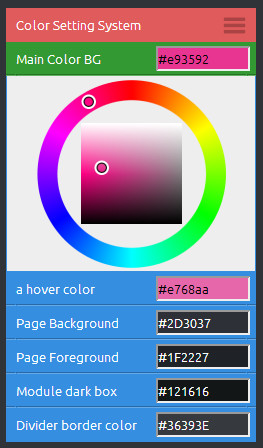 Color Setting System
Main Color BG #e93592
a hover color #e768aa
Page Background #2D3037
Page Foreground #1F2227
Module dark box #121616
Divider border color #36393E